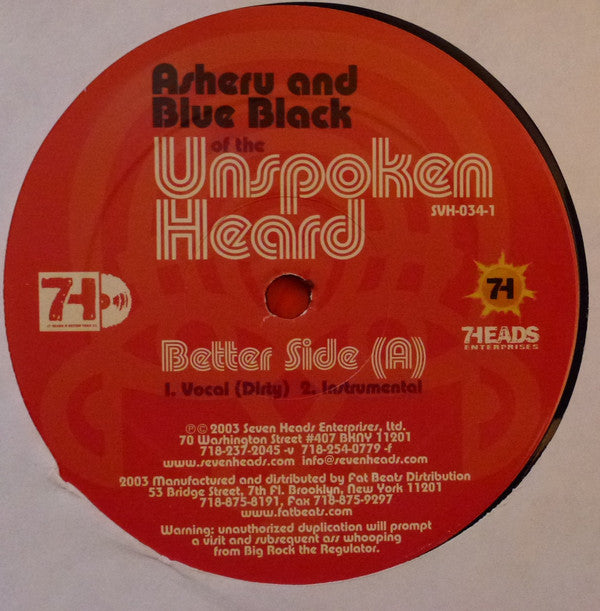 Asheru and
Blue Black
of the
Unspoken
Heard
SVH-034-1
7H
7H
7HEADS
ENTERPRISES
Better Side (A)
1. Vocal (Dirty) 2. Instrumental
℗© 2003 Seven Heads Enterprises, Ltd.
70 Washington Street #407 BKNY 11201
718-237-2045 -v 718-254-0779 -f
www.sevenheads.com info@sevenheads.com
2003 Manufactured and distributed by Fat Beats Distribution
53 Bridge Street, 7th Fl. Brooklyn, New York 11201
718-875-8191, Fax 718-875-9297
www.fatbeats.com
Warning: unauthorized duplication will prompt
a visit and subsequent ass whooping
from Big Rock the Regulator.